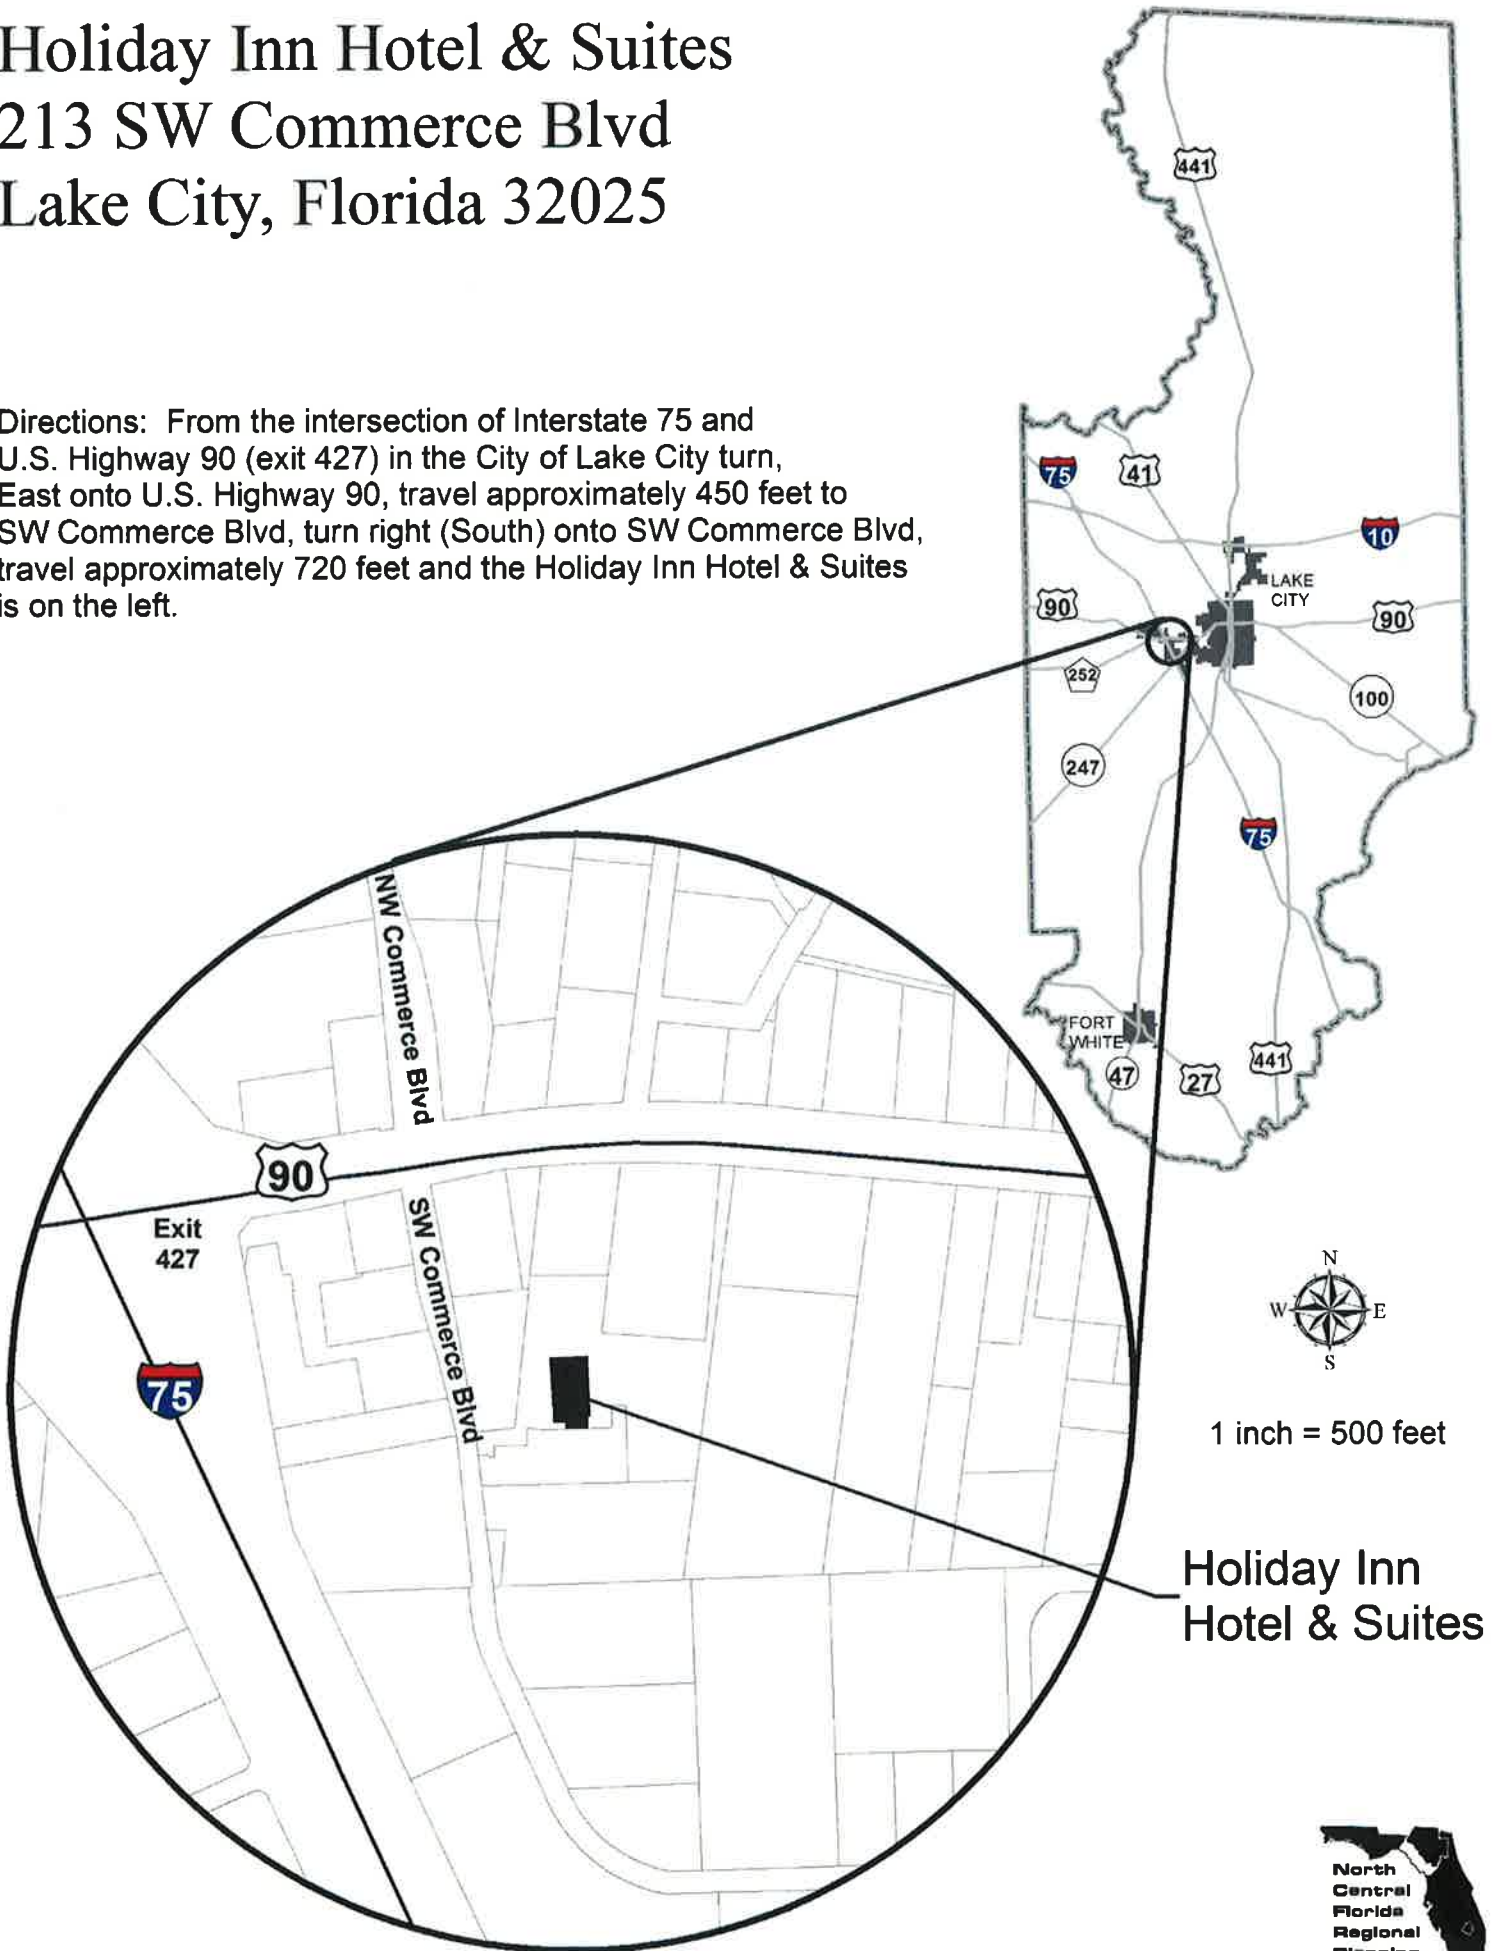 Holiday Inn Hotel & Suites
213 SW Commerce Blvd
Lake City, Florida 32025
Directions: From the intersection of Interstate 75 and
U.S. Highway 90 (exit 427) in the City of Lake City turn,
East onto U.S. Highway 90, travel approximately 450 feet to
SW Commerce Blvd, turn right (South) onto SW Commerce Blvd,
travel approximately 720 feet and the Holiday Inn Hotel & Suites
is on the left.
441
75
41
10
LAKE
CITY
90
90
252
100
247
75
FORT
WHITE
47
27
441
NW Commerce Blvd
90
Exit
427
SW Commerce Blvd
75
N
W
E
S
1 inch = 500 feet
Holiday Inn
Hotel & Suites
North
Central
Florida
Regional